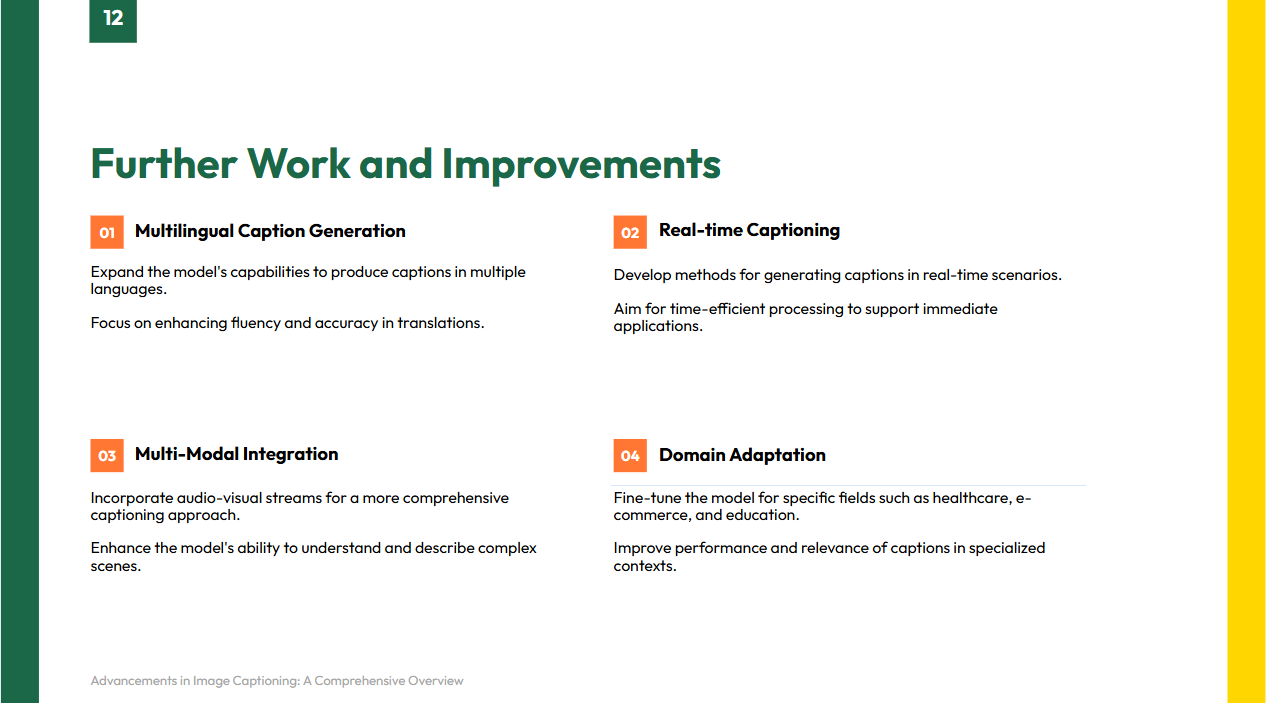 12
Further Work and Improvements
01 Multilingual Caption Generation
Expand the model's capabilities to produce captions in multiple
languages.
Focus on enhancing fluency and accuracy in translations.
02 Real-time Captioning
Develop methods for generating captions in real-time scenarios.
Aim for time-efficient processing to support immediate
applications.
03 Multi-Modal Integration
Incorporate audio-visual streams for a more comprehensive
captioning approach.
Enhance the model's ability to understand and describe complex
scenes.
04 Domain Adaptation
Fine-tune the model for specific fields such as healthcare, e-
commerce, and education.
Improve performance and relevance of captions in specialized
contexts.
Advancements in Image Captioning: A Comprehensive Overview